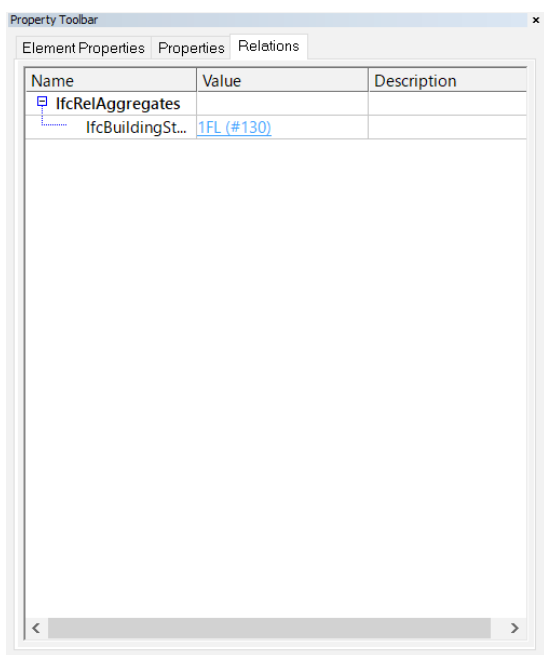 Property Toolbar x
Element Properties Properties Relations
Name Value Description
IfcRelAggregates
IfcBuildingSt... 1FL (#130)